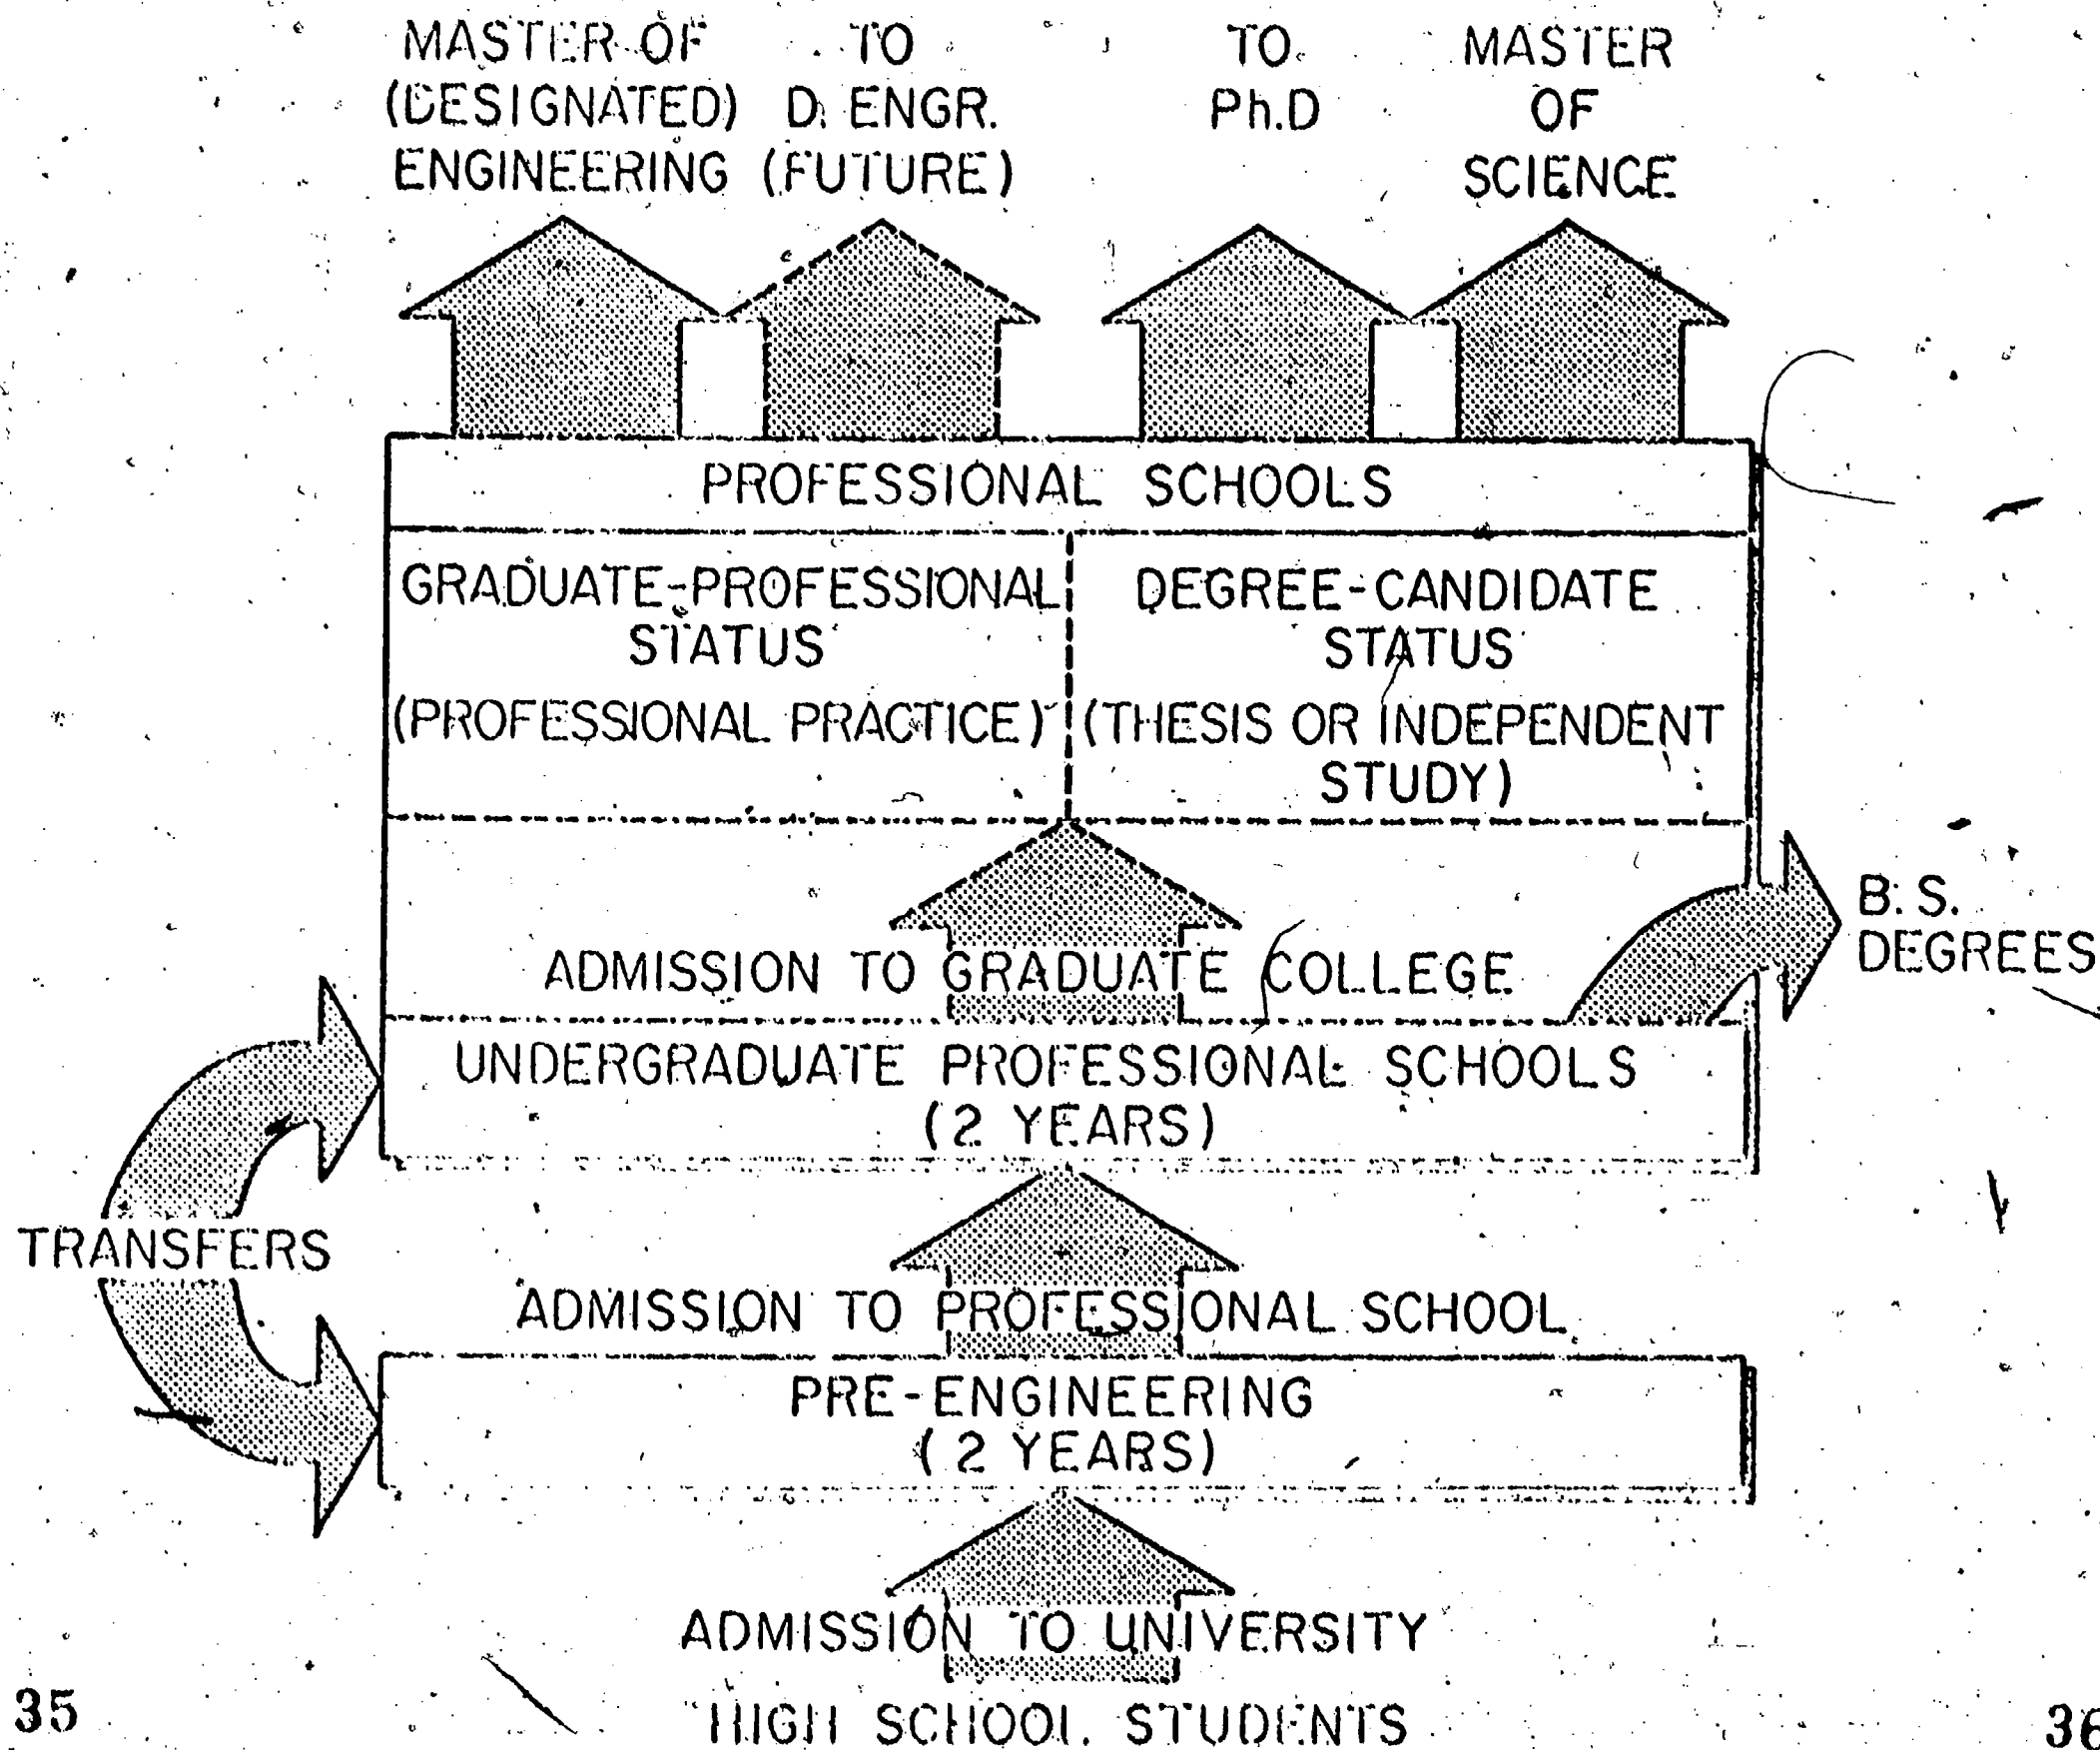 MASTER OF
(DESIGNATED)
ENGINEERING
TO
D. ENGR.
(FUTURE)
TO
Ph.D
MASTER
OF
SCIENCE
PROFESSIONAL SCHOOLS
GRADUATE-PROFESSIONAL
STATUS
(PROFESSIONAL PRACTICE)
DEGREE-CANDIDATE
STATUS
(THESIS OR INDEPENDENT
STUDY)
B.S.
DEGREES
ADMISSION TO GRADUATE COLLEGE
UNDERGRADUATE PROFESSIONAL SCHOOLS
(2 YEARS)
TRANSFERS
ADMISSION TO PROFESSIONAL SCHOOL
PRE-ENGINEERING
(2 YEARS)
ADMISSION TO UNIVERSITY
HIGH SCHOOL STUDENTS
35
36